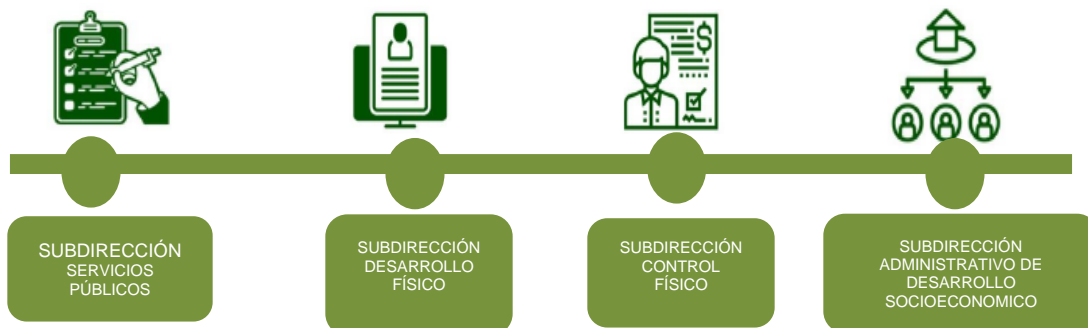 SUBDIRECCIÓN
SERVICIOS
PÚBLICOS
SUBDIRECCIÓN
DESARROLLO
FÍSICO
SUBDIRECCIÓN
CONTROL
FÍSICO
SUBDIRECCIÓN
ADMINISTRATIVO DE
DESARROLLO
SOCIOECONOMICO